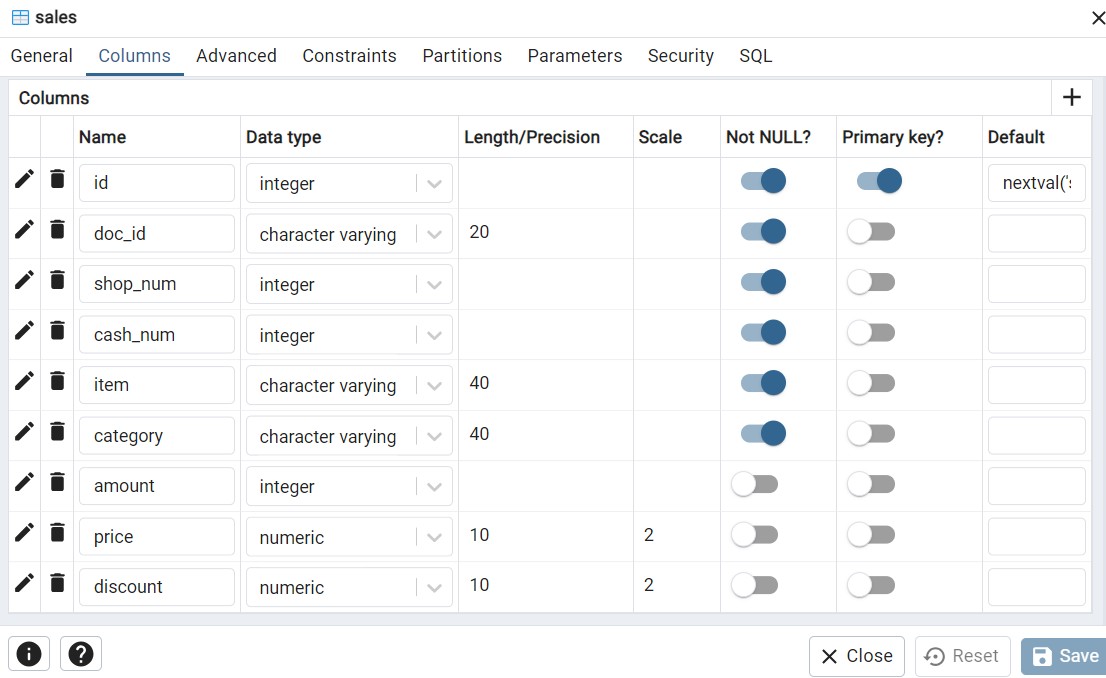 sales
General Columns Advanced Constraints Partitions Parameters Security SQL
Columns
Name Data type Length/Precision Scale Not NULL? Primary key? Default
id integer nextval('s
doc_id character varying 20
shop_num integer
cash_num integer
item character varying 40
category character varying 40
amount integer
price numeric 10 2
discount numeric 10 2
Close Reset Save